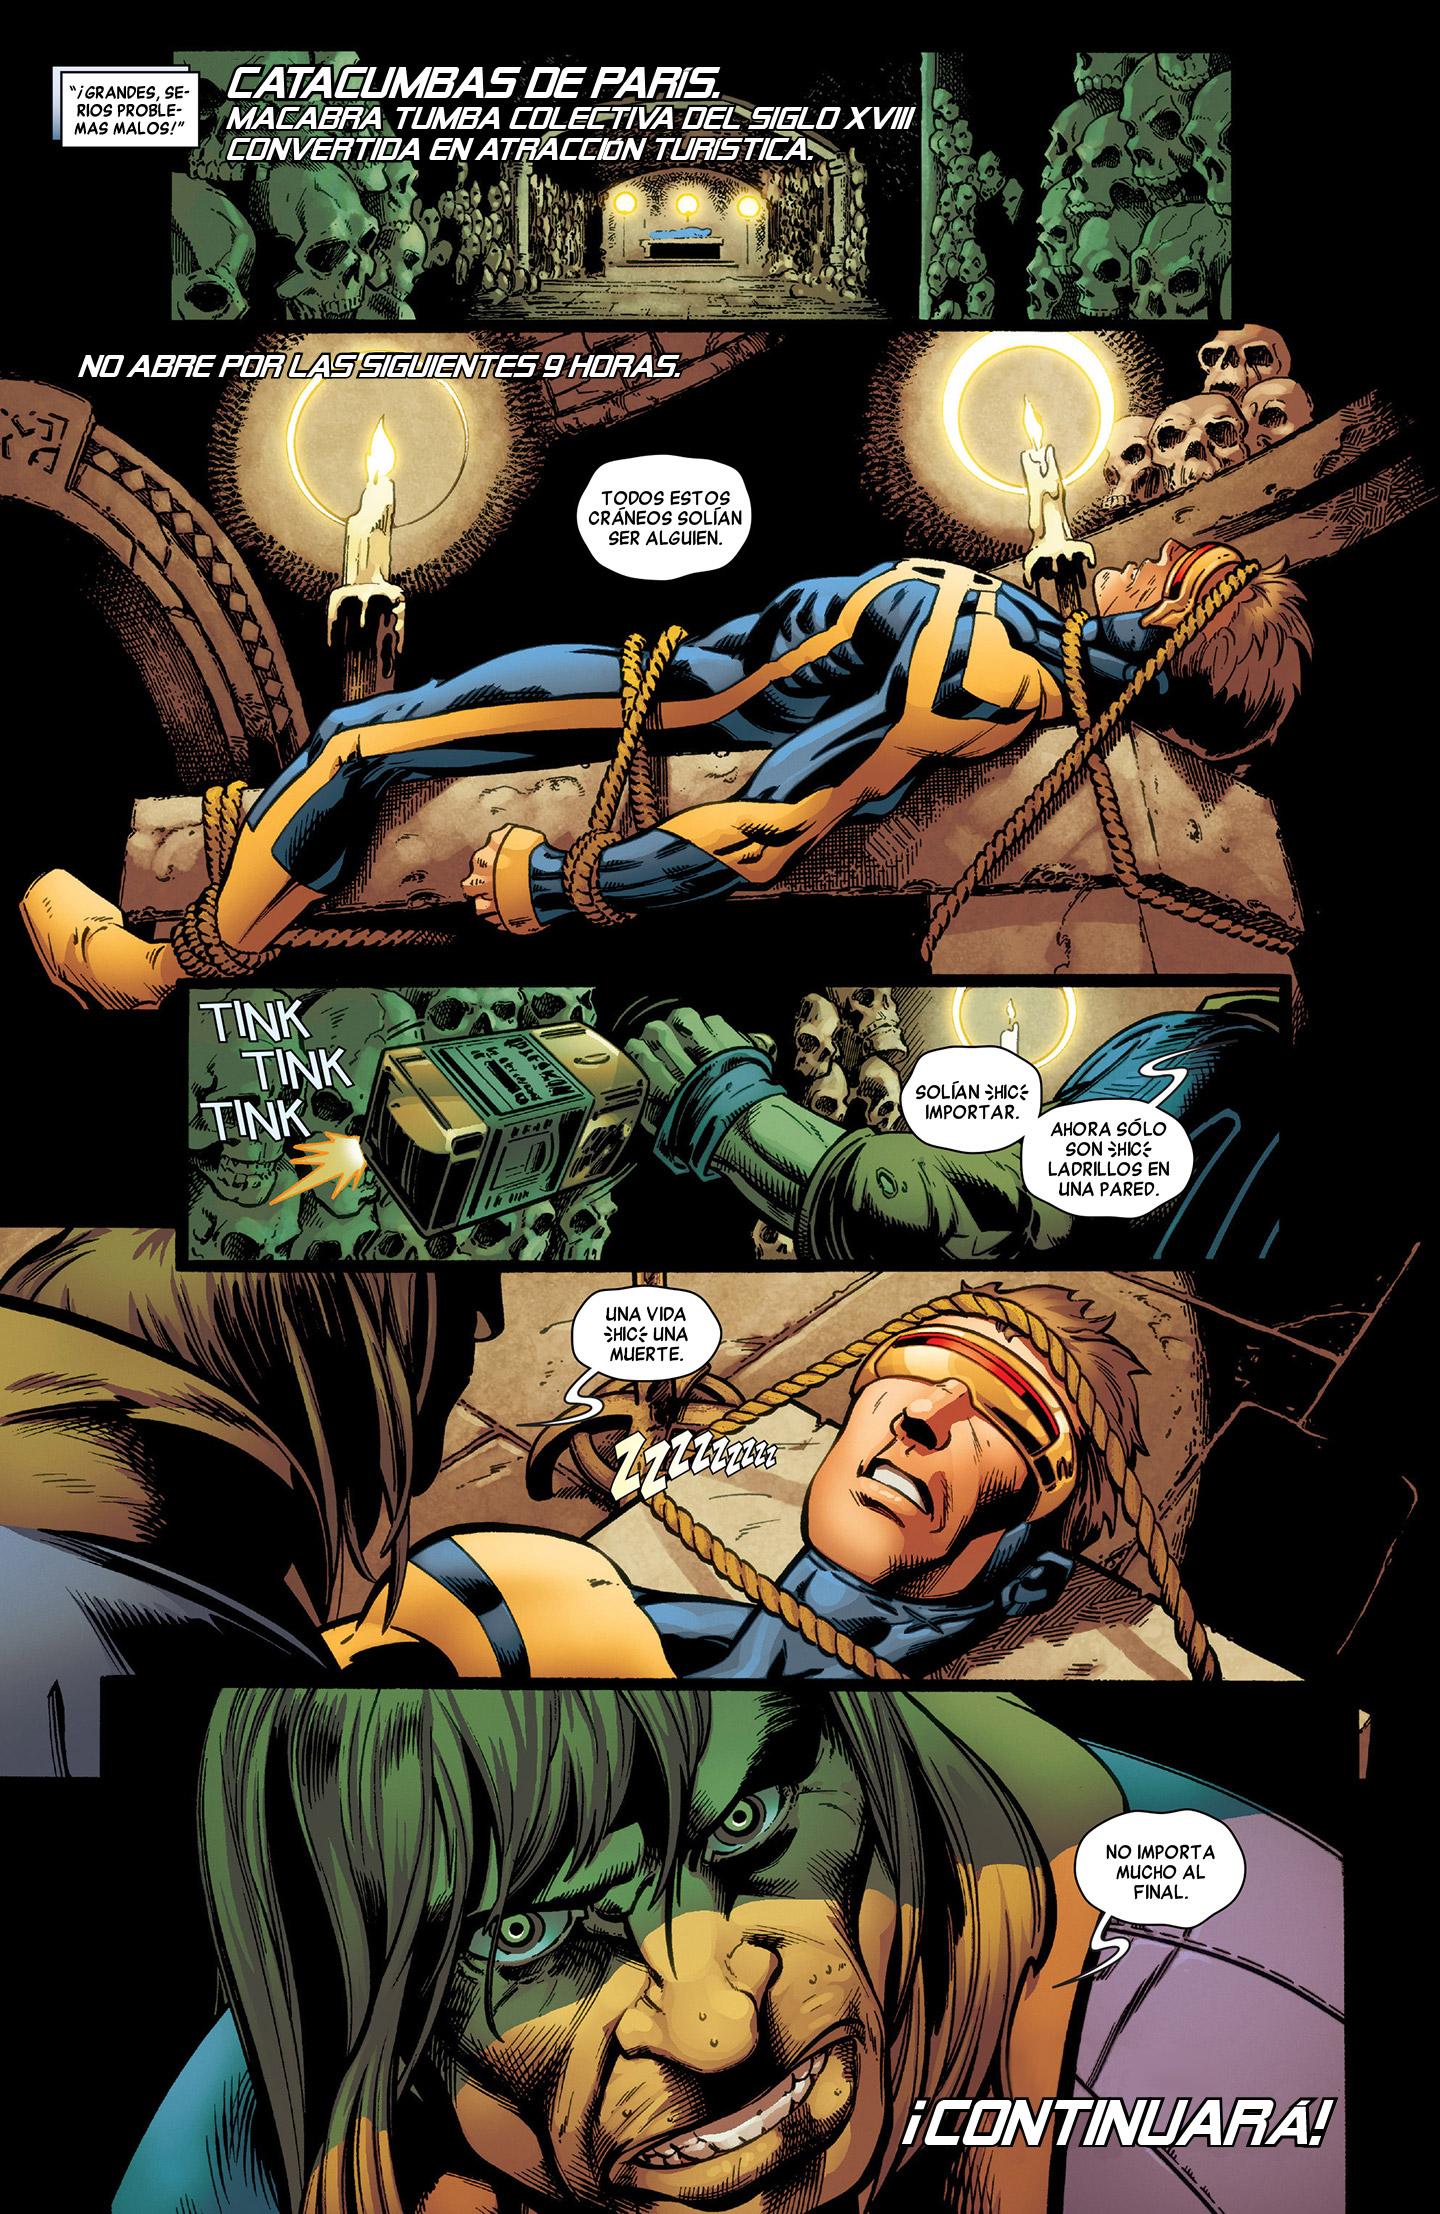 "¡GRANDES, SE-
RIOS PROBLE-
MAS MALOS!"
CATACUMBAS DE PARÍS.
MACABRA TUMBA COLECTIVA DEL SIGLO XVIII
CONVERTIDA EN ATRACCIÓN TURISTICA.
NO ABRE POR LAS SIGUIENTES 9 HORAS.
TODOS ESTOS
CRÁNEOS SOLÍAN
SER ALGUIEN.
TINK
TINK
TINK
SOLÍAN HIC
IMPORTAR.
AHORA SÓLO
SON HIC
LADRILLOS EN
UNA PARED.
UNA VIDA
HIC UNA
MUERTE.
ZZZZZZZZZ
NO IMPORTA
MUCHO AL
FINAL.
¡CONTINUARÁ!